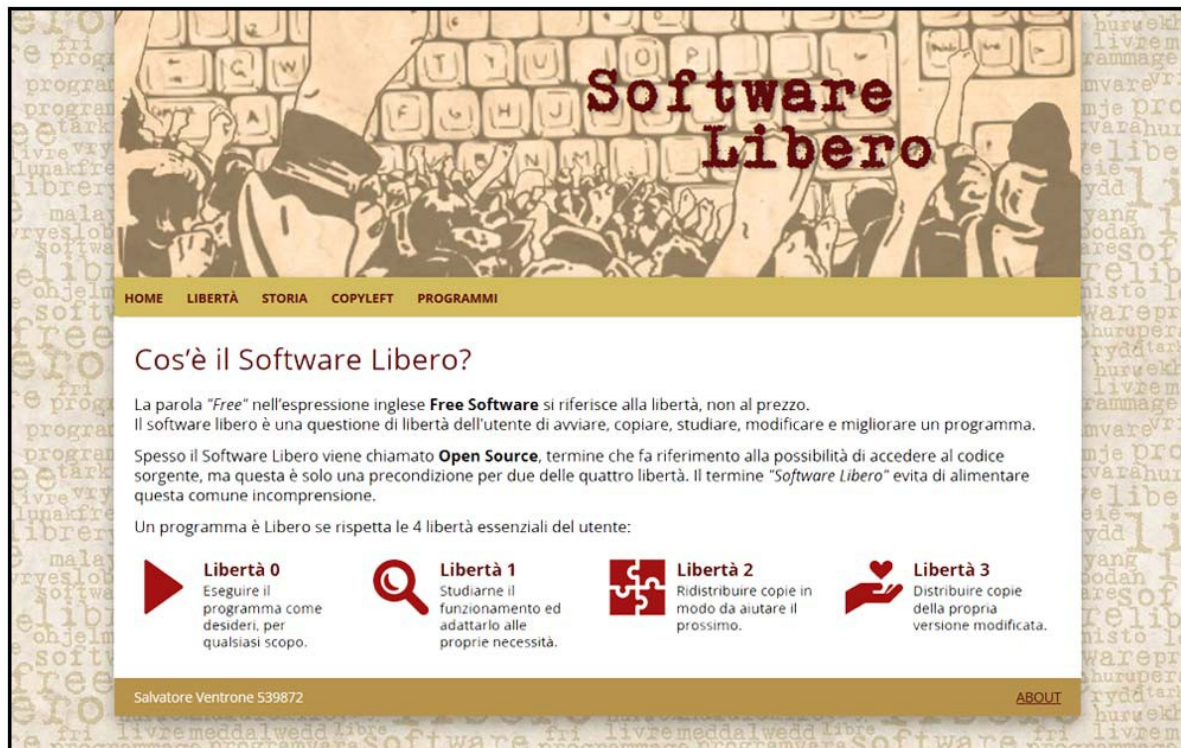 Software
Libero
HOME LIBERTÀ STORIA COPYLEFT PROGRAMMI
Cos'è il Software Libero?
La parola "Free" nell'espressione inglese Free Software si riferisce alla libertà, non al prezzo.
Il software libero è una questione di libertà dell'utente di avviare, copiare, studiare, modificare e migliorare un programma.
Spesso il Software Libero viene chiamato Open Source, termine che fa riferimento alla possibilità di accedere al codice
sorgente, ma questa è solo una precondizione per due delle quattro libertà. Il termine "Software Libero" evita di alimentare
questa comune incomprensione.
Un programma è Libero se rispetta le 4 libertà essenziali del utente:
Libertà 0
Eseguire il
programma come
desideri, per
qualsiasi scopo.
Libertà 1
Studiarne il
funzionamento ed
adattarlo alle
proprie necessità.
Libertà 2
Ridistribuire copie in
modo da aiutare il
prossimo.
Libertà 3
Distribuire copie
della propria
versione modificata.
Salvatore Ventrone 539872 ABOUT